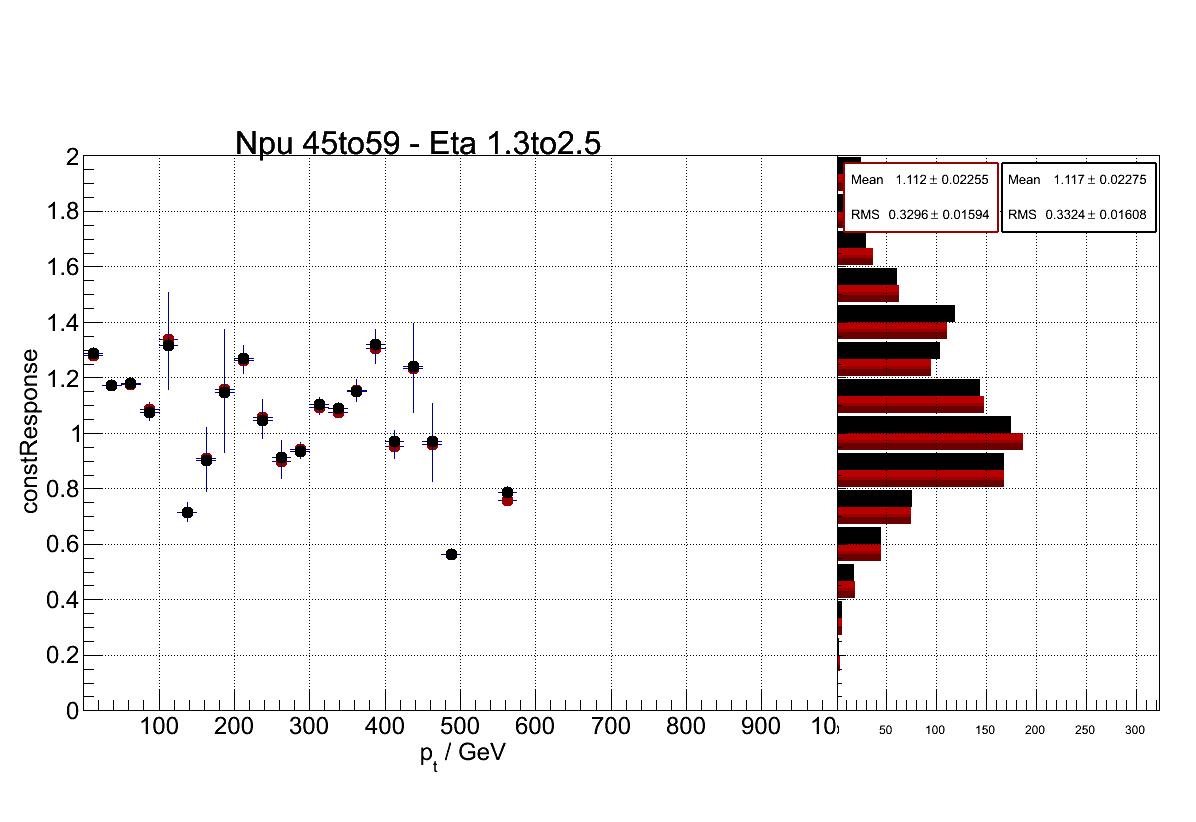 Npu 45to59 - Eta 1.3to2.5
Mean 1.112 ± 0.02255
RMS 0.3296 ± 0.01594
Mean 1.117 ± 0.02275
RMS 0.3324 ± 0.01608
constResponse
2
1.8
1.6
1.4
1.2
1
0.8
0.6
0.4
0.2
0
100 200 300 400 500 600 700 800 900 10
50 100 150 200 250 300
pt / GeV